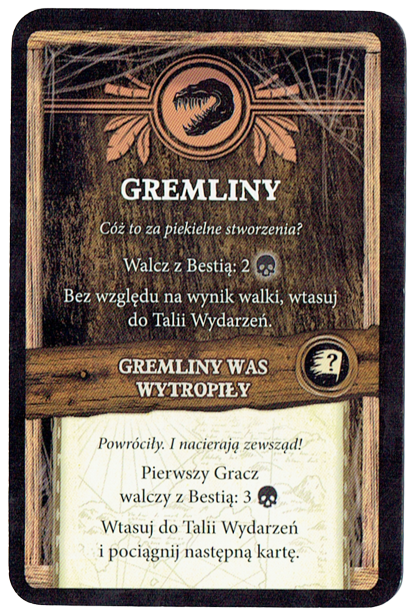 GREMLINY
Cóż to za piekielne stworzenia?
Walcz z Bestią: 2
Bez względu na wynik walki, wtasuj
do Talii Wydarzeń.
GREMLINY WAS
WYTROPIŁY
?
Powróciły. I nacierają zewsząd!
Pierwszy Gracz
walczy z Bestią: 3
Wtasuj do Talii Wydarzeń
i pociągnij następną kartę.